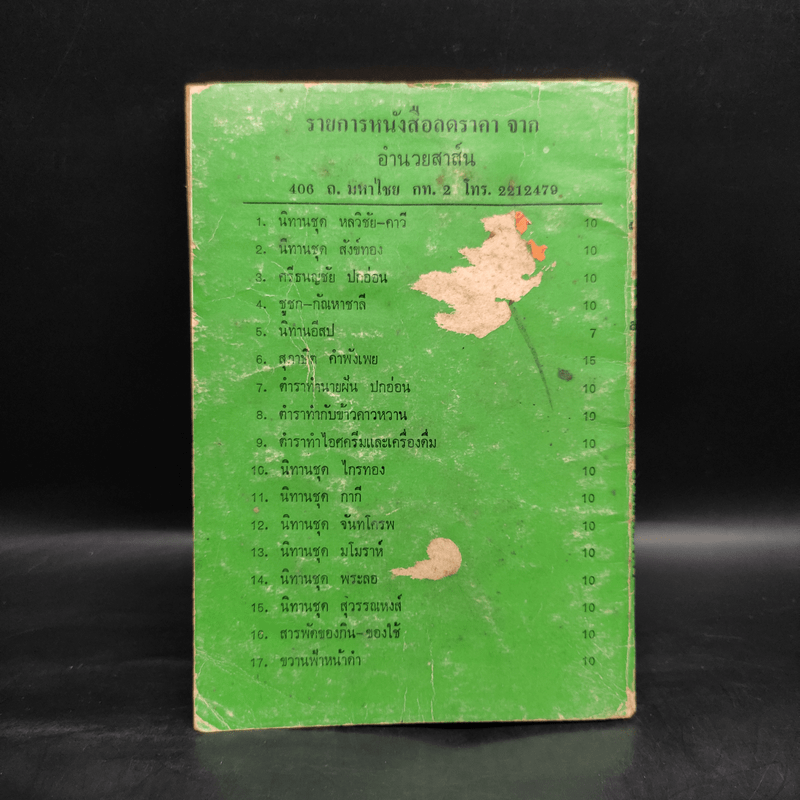 รายการหนังสือลดราคา จาก
อำนวยสาส์น
406 ถ. มหาไชย กท. 2 โทร. 2212479
1. นิทานชุด หลวิชัย-คาวี 10
2. นิทานชุด สังข์ทอง 10
3. ศรีธนญชัย ปกอ่อน 10
4. ชูชก-กัณหาชาลี 10
5. นิทานอีสป 7
6. สุภาษิต คำพังเพย 15
7. ตำราทำนายฝัน ปกอ่อน 10
8. ตำราทำกับข้าวคาวหวาน 10
9. ตำราทำไอศครีมและเครื่องดื่ม 10
10. นิทานชุด ไกรทอง 10
11. นิทานชุด กากี 10
12. นิทานชุด จันทโครพ 10
13. นิทานชุด มโนราห์ 10
14. นิทานชุด พระลอ 10
15. นิทานชุด สุวรรณหงส์ 10
16. สารพัดของกิน-ของใช้ 10
17. ขวานฟ้าหน้าดำ 10